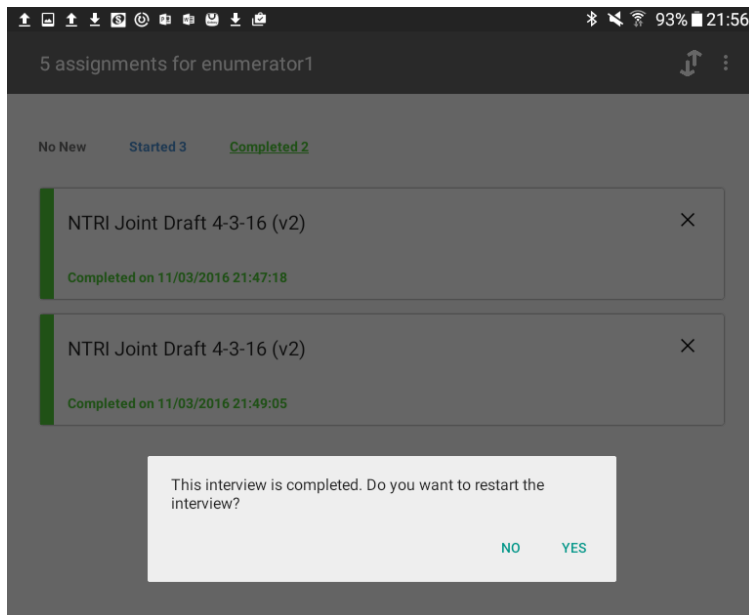 93% 21:56
5 assignments for enumerator1
No New Started 3 Completed 2
NTRI Joint Draft 4-3-16 (v2)
Completed on 11/03/2016 21:47:18
NTRI Joint Draft 4-3-16 (v2)
Completed on 11/03/2016 21:49:05
This interview is completed. Do you want to restart the
interview?
NO YES